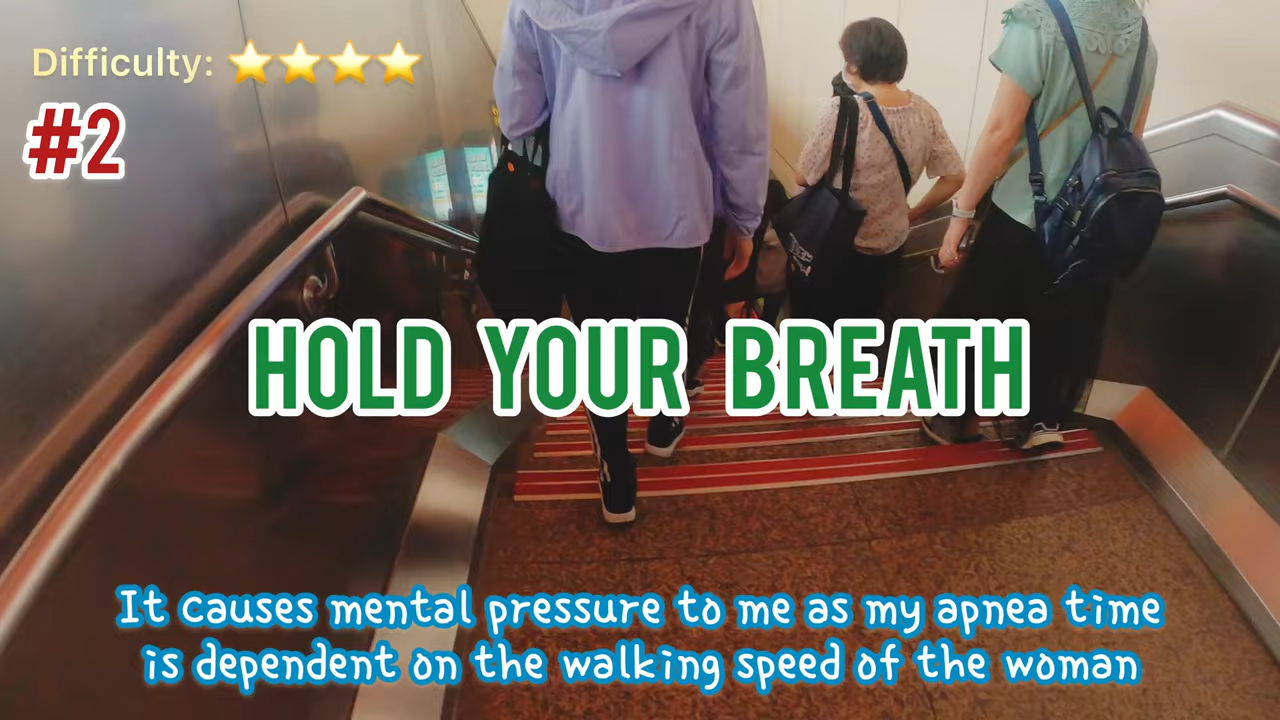 Difficulty: ⭐⭐⭐⭐
#2
HOLD YOUR BREATH
It causes mental pressure to me as my apnea time
is dependent on the walking speed of the woman